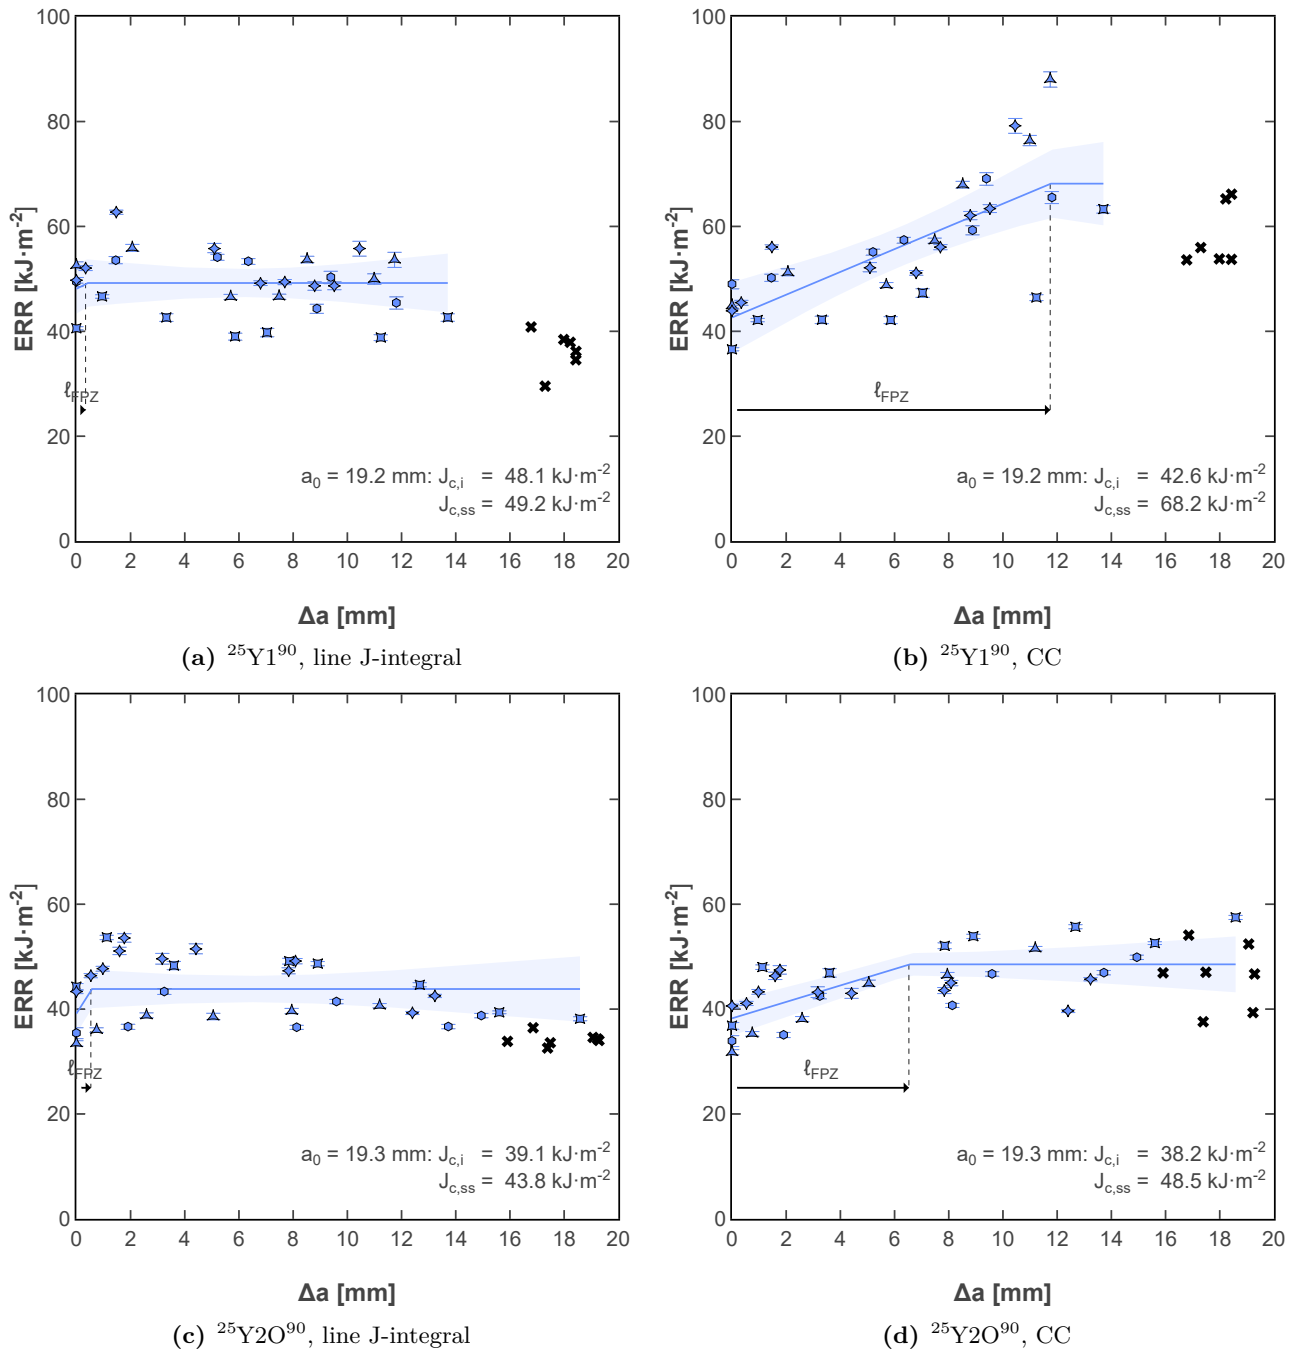 100
80
60
40
20
0
ERR [kJ·m⁻²]
ℓFPZ
a₀ = 19.2 mm: Jc,i = 48.1 kJ·m⁻²
Jc,ss = 49.2 kJ·m⁻²
0 2 4 6 8 10 12 14 16 18 20
Δa [mm]
(a) ²⁵Y1⁹⁰, line J-integral
100
80
60
40
20
0
ERR [kJ·m⁻²]
ℓFPZ
a₀ = 19.2 mm: Jc,i = 42.6 kJ·m⁻²
Jc,ss = 68.2 kJ·m⁻²
0 2 4 6 8 10 12 14 16 18 20
Δa [mm]
(b) ²⁵Y1⁹⁰, CC
100
80
60
40
20
0
ERR [kJ·m⁻²]
ℓFPZ
a₀ = 19.3 mm: Jc,i = 39.1 kJ·m⁻²
Jc,ss = 43.8 kJ·m⁻²
0 2 4 6 8 10 12 14 16 18 20
Δa [mm]
(c) ²⁵Y2O⁹⁰, line J-integral
100
80
60
40
20
0
ERR [kJ·m⁻²]
ℓFPZ
a₀ = 19.3 mm: Jc,i = 38.2 kJ·m⁻²
Jc,ss = 48.5 kJ·m⁻²
0 2 4 6 8 10 12 14 16 18 20
Δa [mm]
(d) ²⁵Y2O⁹⁰, CC